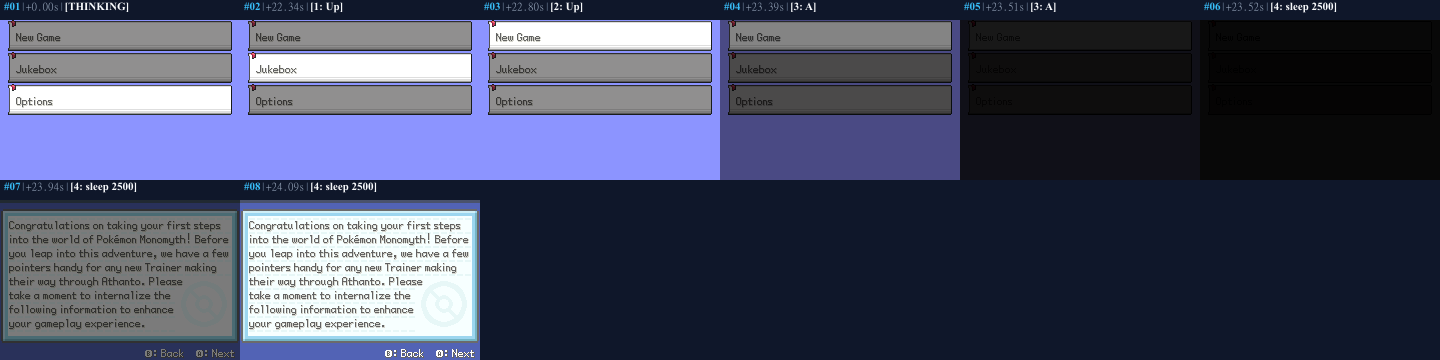 #01|+0.00s|[THINKING]
New Game
Jukebox
Options
#02|+22.34s|[1: Up]
New Game
Jukebox
Options
#03|+22.80s|[2: Up]
New Game
Jukebox
Options
#04|+23.39s|[3: A]
New Game
Jukebox
Options
#05|+23.51s|[3: A]
New Game
Jukebox
Options
#06|+23.52s|[4: sleep 2500]
New Game
#07|+23.94s|[4: sleep 2500]
Congratulations on taking your first steps
into the world of Pokémon Monomyth! Before
you leap into this adventure, we have a few
pointers handy for any new Trainer making
their way through Athanto. Please
take a moment to internalize the
following information to enhance
your gameplay experience.
: Back : Next
#08|+24.09s|[4: sleep 2500]
Congratulations on taking your first steps
into the world of Pokémon Monomyth! Before
you leap into this adventure, we have a few
pointers handy for any new Trainer making
their way through Athanto. Please
take a moment to internalize the
following information to enhance
your gameplay experience.
: Back : Next